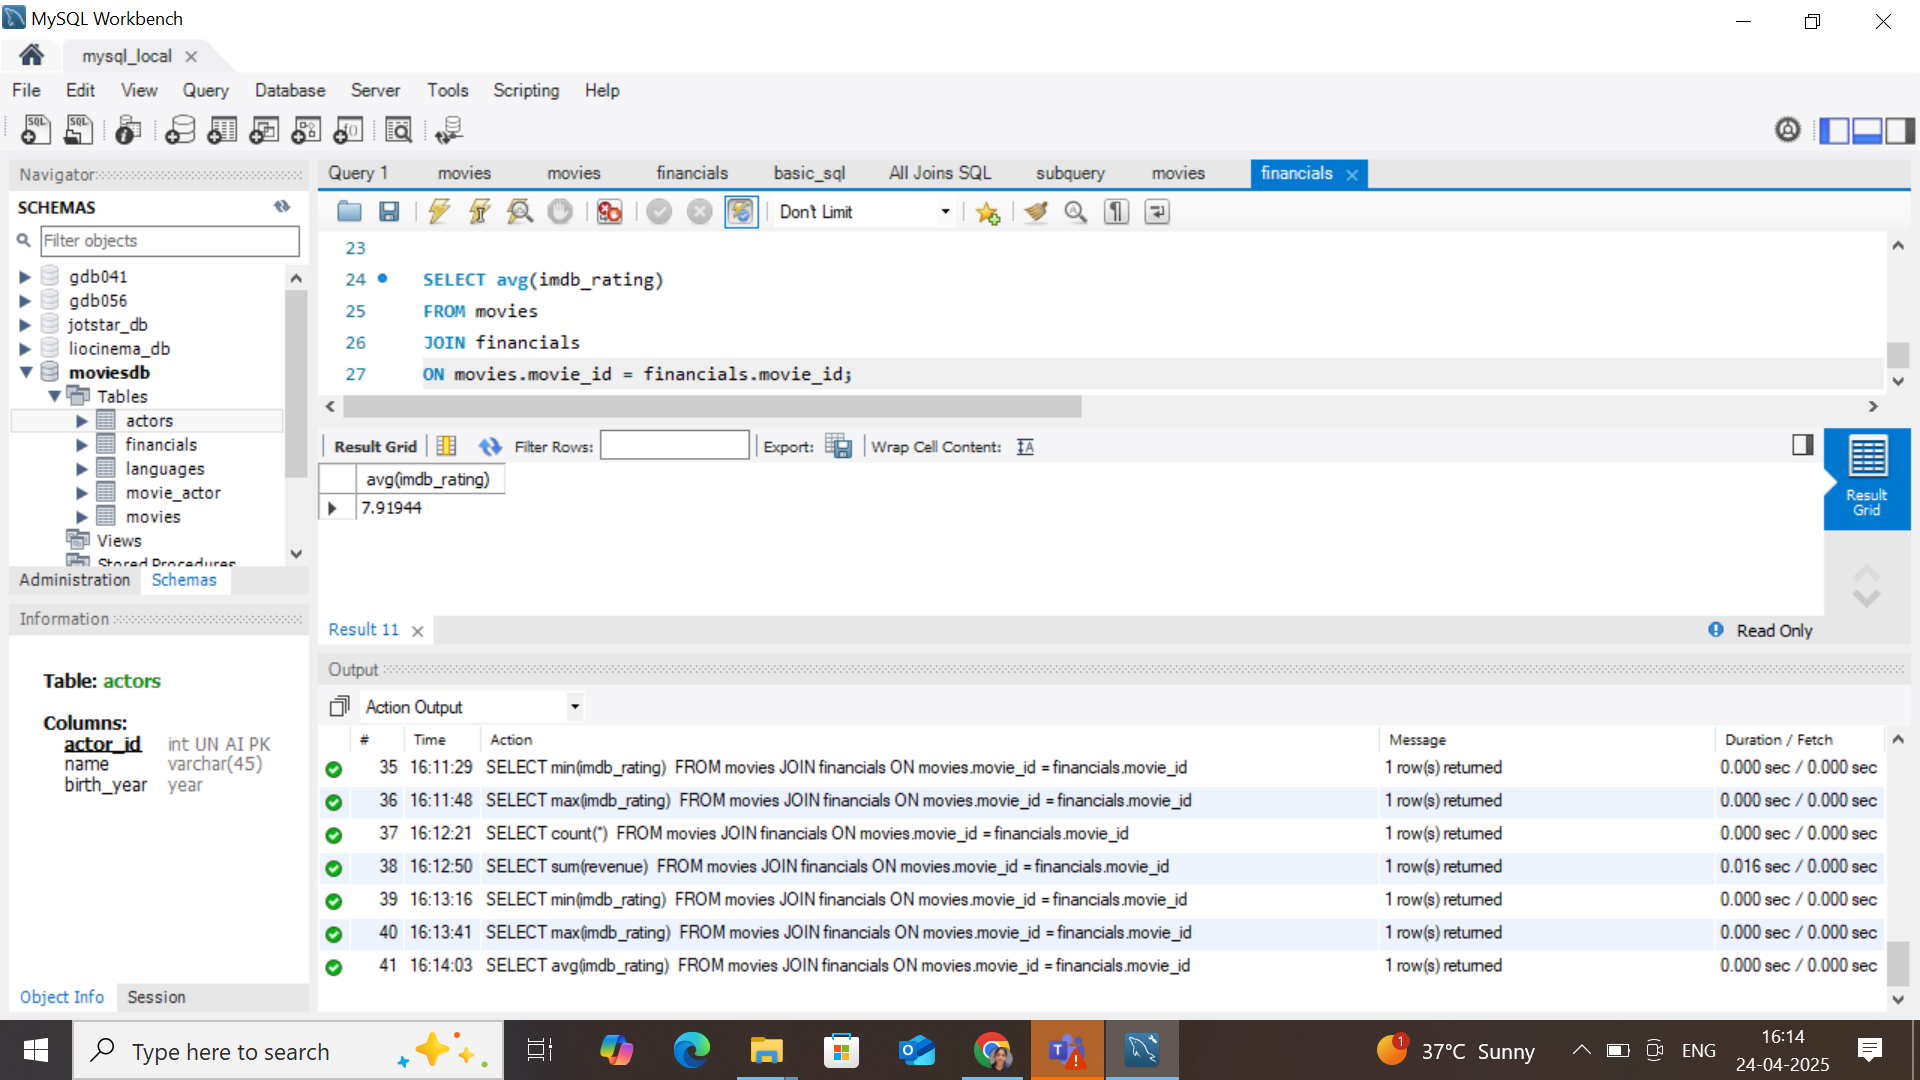 MySQL Workbench
mysql_local
File Edit View Query Database Server Tools Scripting Help
Navigator
SCHEMAS
Filter objects
gdb041
gdb056
jotstar_db
liocinema_db
moviesdb
Tables
actors
financials
languages
movie_actor
movies
Views
Stored Procedures
Administration Schemas
Information
Table: actors
Columns:
actor_id int UN AI PK
name varchar(45)
birth_year year
Object Info Session
Query 1 movies movies financials basic_sql All Joins SQL subquery movies financials
Don't Limit
23
24 SELECT avg(imdb_rating)
25 FROM movies
26 JOIN financials
27 ON movies.movie_id = financials.movie_id;
Result Grid Filter Rows: Export: Wrap Cell Content:
avg(imdb_rating)
7.91944
Result Grid
Result 11 Read Only
Output
Action Output
# Time Action Message Duration / Fetch
35 16:11:29 SELECT min(imdb_rating) FROM movies JOIN financials ON movies.movie_id = financials.movie_id 1 row(s) returned 0.000 sec / 0.000 sec
36 16:11:48 SELECT max(imdb_rating) FROM movies JOIN financials ON movies.movie_id = financials.movie_id 1 row(s) returned 0.000 sec / 0.000 sec
37 16:12:21 SELECT count(*) FROM movies JOIN financials ON movies.movie_id = financials.movie_id 1 row(s) returned 0.000 sec / 0.000 sec
38 16:12:50 SELECT sum(revenue) FROM movies JOIN financials ON movies.movie_id = financials.movie_id 1 row(s) returned 0.016 sec / 0.000 sec
39 16:13:16 SELECT min(imdb_rating) FROM movies JOIN financials ON movies.movie_id = financials.movie_id 1 row(s) returned 0.000 sec / 0.000 sec
40 16:13:41 SELECT max(imdb_rating) FROM movies JOIN financials ON movies.movie_id = financials.movie_id 1 row(s) returned 0.000 sec / 0.000 sec
41 16:14:03 SELECT avg(imdb_rating) FROM movies JOIN financials ON movies.movie_id = financials.movie_id 1 row(s) returned 0.000 sec / 0.000 sec
Type here to search
1
37°C Sunny
ENG
16:14
24-04-2025